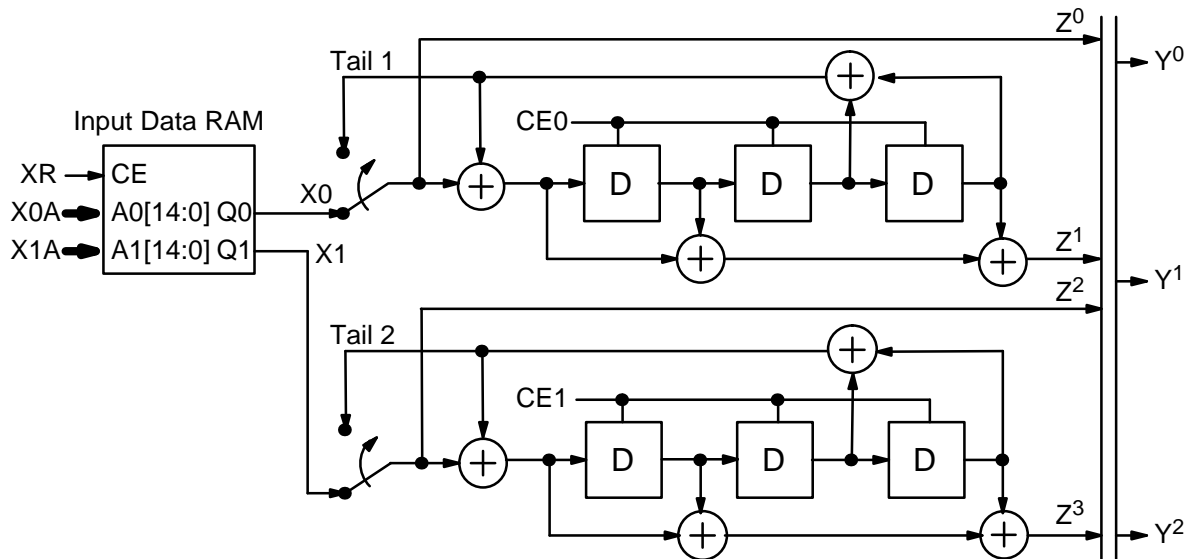 Z0
Y0
Tail 1
Input Data RAM
CE0
XR
CE
D
D
D
X0
X0A
A0[14:0] Q0
X1A
A1[14:0] Q1
X1
Z1
Y1
Z2
Tail 2
CE1
D
D
D
Z3
Y2